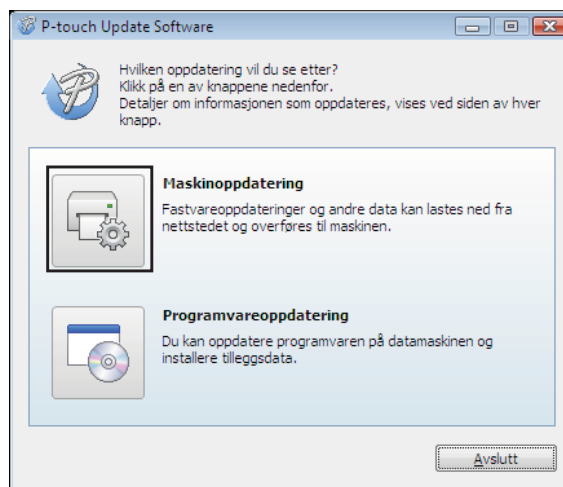 P-touch Update Software
Hvilken oppdatering vil du se etter?
Klikk på en av knappene nedenfor.
Detaljer om informasjonen som oppdateres, vises ved siden av hver
knapp.
Maskinoppdatering
Fastvareoppdateringer og andre data kan lastes ned fra
nettstedet og overføres til maskinen.
Programvareoppdatering
Du kan oppdatere programvaren på datamaskinen og
installere tilleggsdata.
Avslutt